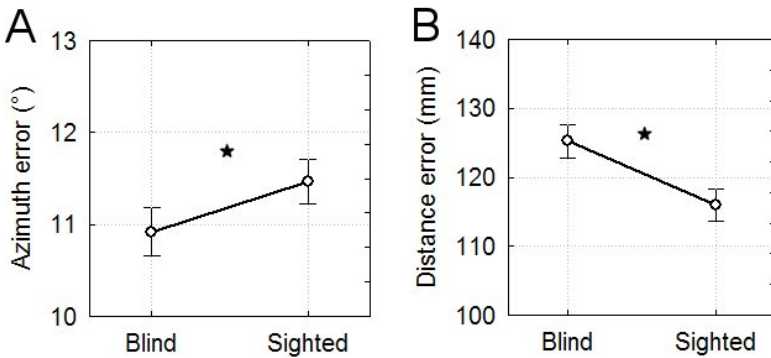 A
Azimuth error (°)
13
12
11
10
Blind Sighted
B
Distance error (mm)
140
130
120
110
100
Blind Sighted